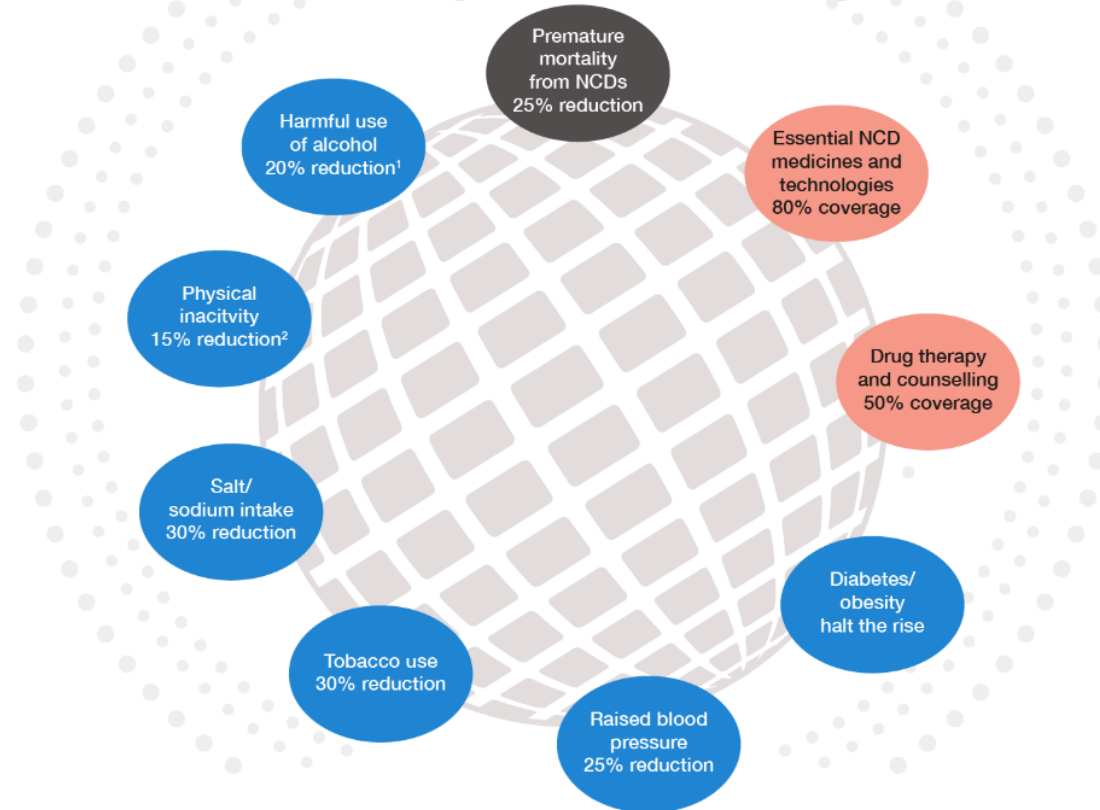 Premature
mortality
from NCDs
25% reduction
Harmful use
of alcohol
20% reduction¹
Essential NCD
medicines and
technologies
80% coverage
Physical
inacitvity
15% reduction²
Drug therapy
and counselling
50% coverage
Salt/
sodium intake
30% reduction
Diabetes/
obesity
halt the rise
Tobacco use
30% reduction
Raised blood
pressure
25% reduction